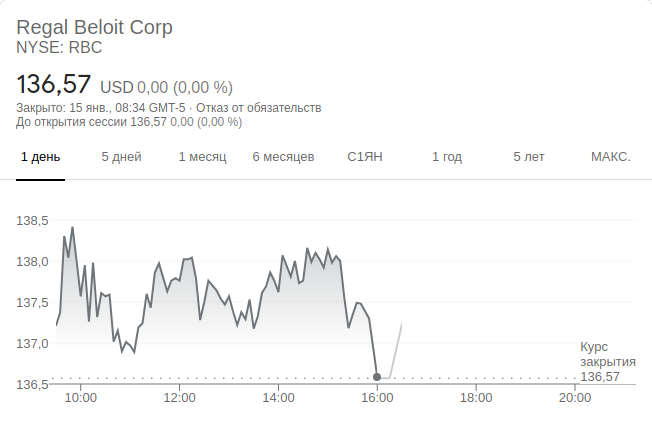 Regal Beloit Corp
NYSE: RBC
136,57 USD 0,00 (0,00 %)
Закрыто: 15 янв., 08:34 GMT-5 · Отказ от обязательств
До открытия сессии 136,57 0,00 (0,00 %)
1 день 5 дней 1 месяц 6 месяцев С1ЯН 1 год 5 лет МАКС.
138,5
138,0
137,5
137,0
Курс
закрытия
136,57
136,5
10:00 12:00 14:00 16:00 18:00 20:00